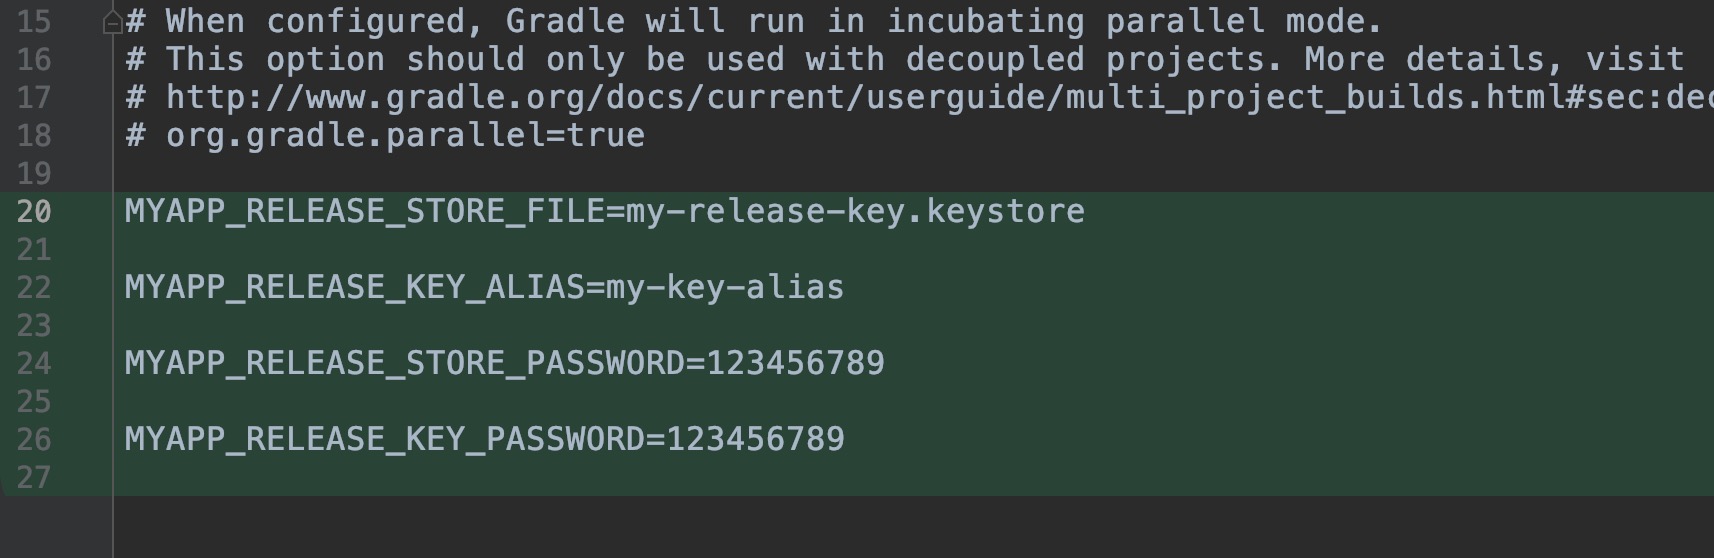 15 # When configured, Gradle will run in incubating parallel mode.
16 # This option should only be used with decoupled projects. More details, visit
17 # http://www.gradle.org/docs/current/userguide/multi_project_builds.html#sec:dec
18 # org.gradle.parallel=true
19
20 MYAPP_RELEASE_STORE_FILE=my-release-key.keystore
21
22 MYAPP_RELEASE_KEY_ALIAS=my-key-alias
23
24 MYAPP_RELEASE_STORE_PASSWORD=123456789
25
26 MYAPP_RELEASE_KEY_PASSWORD=123456789
27